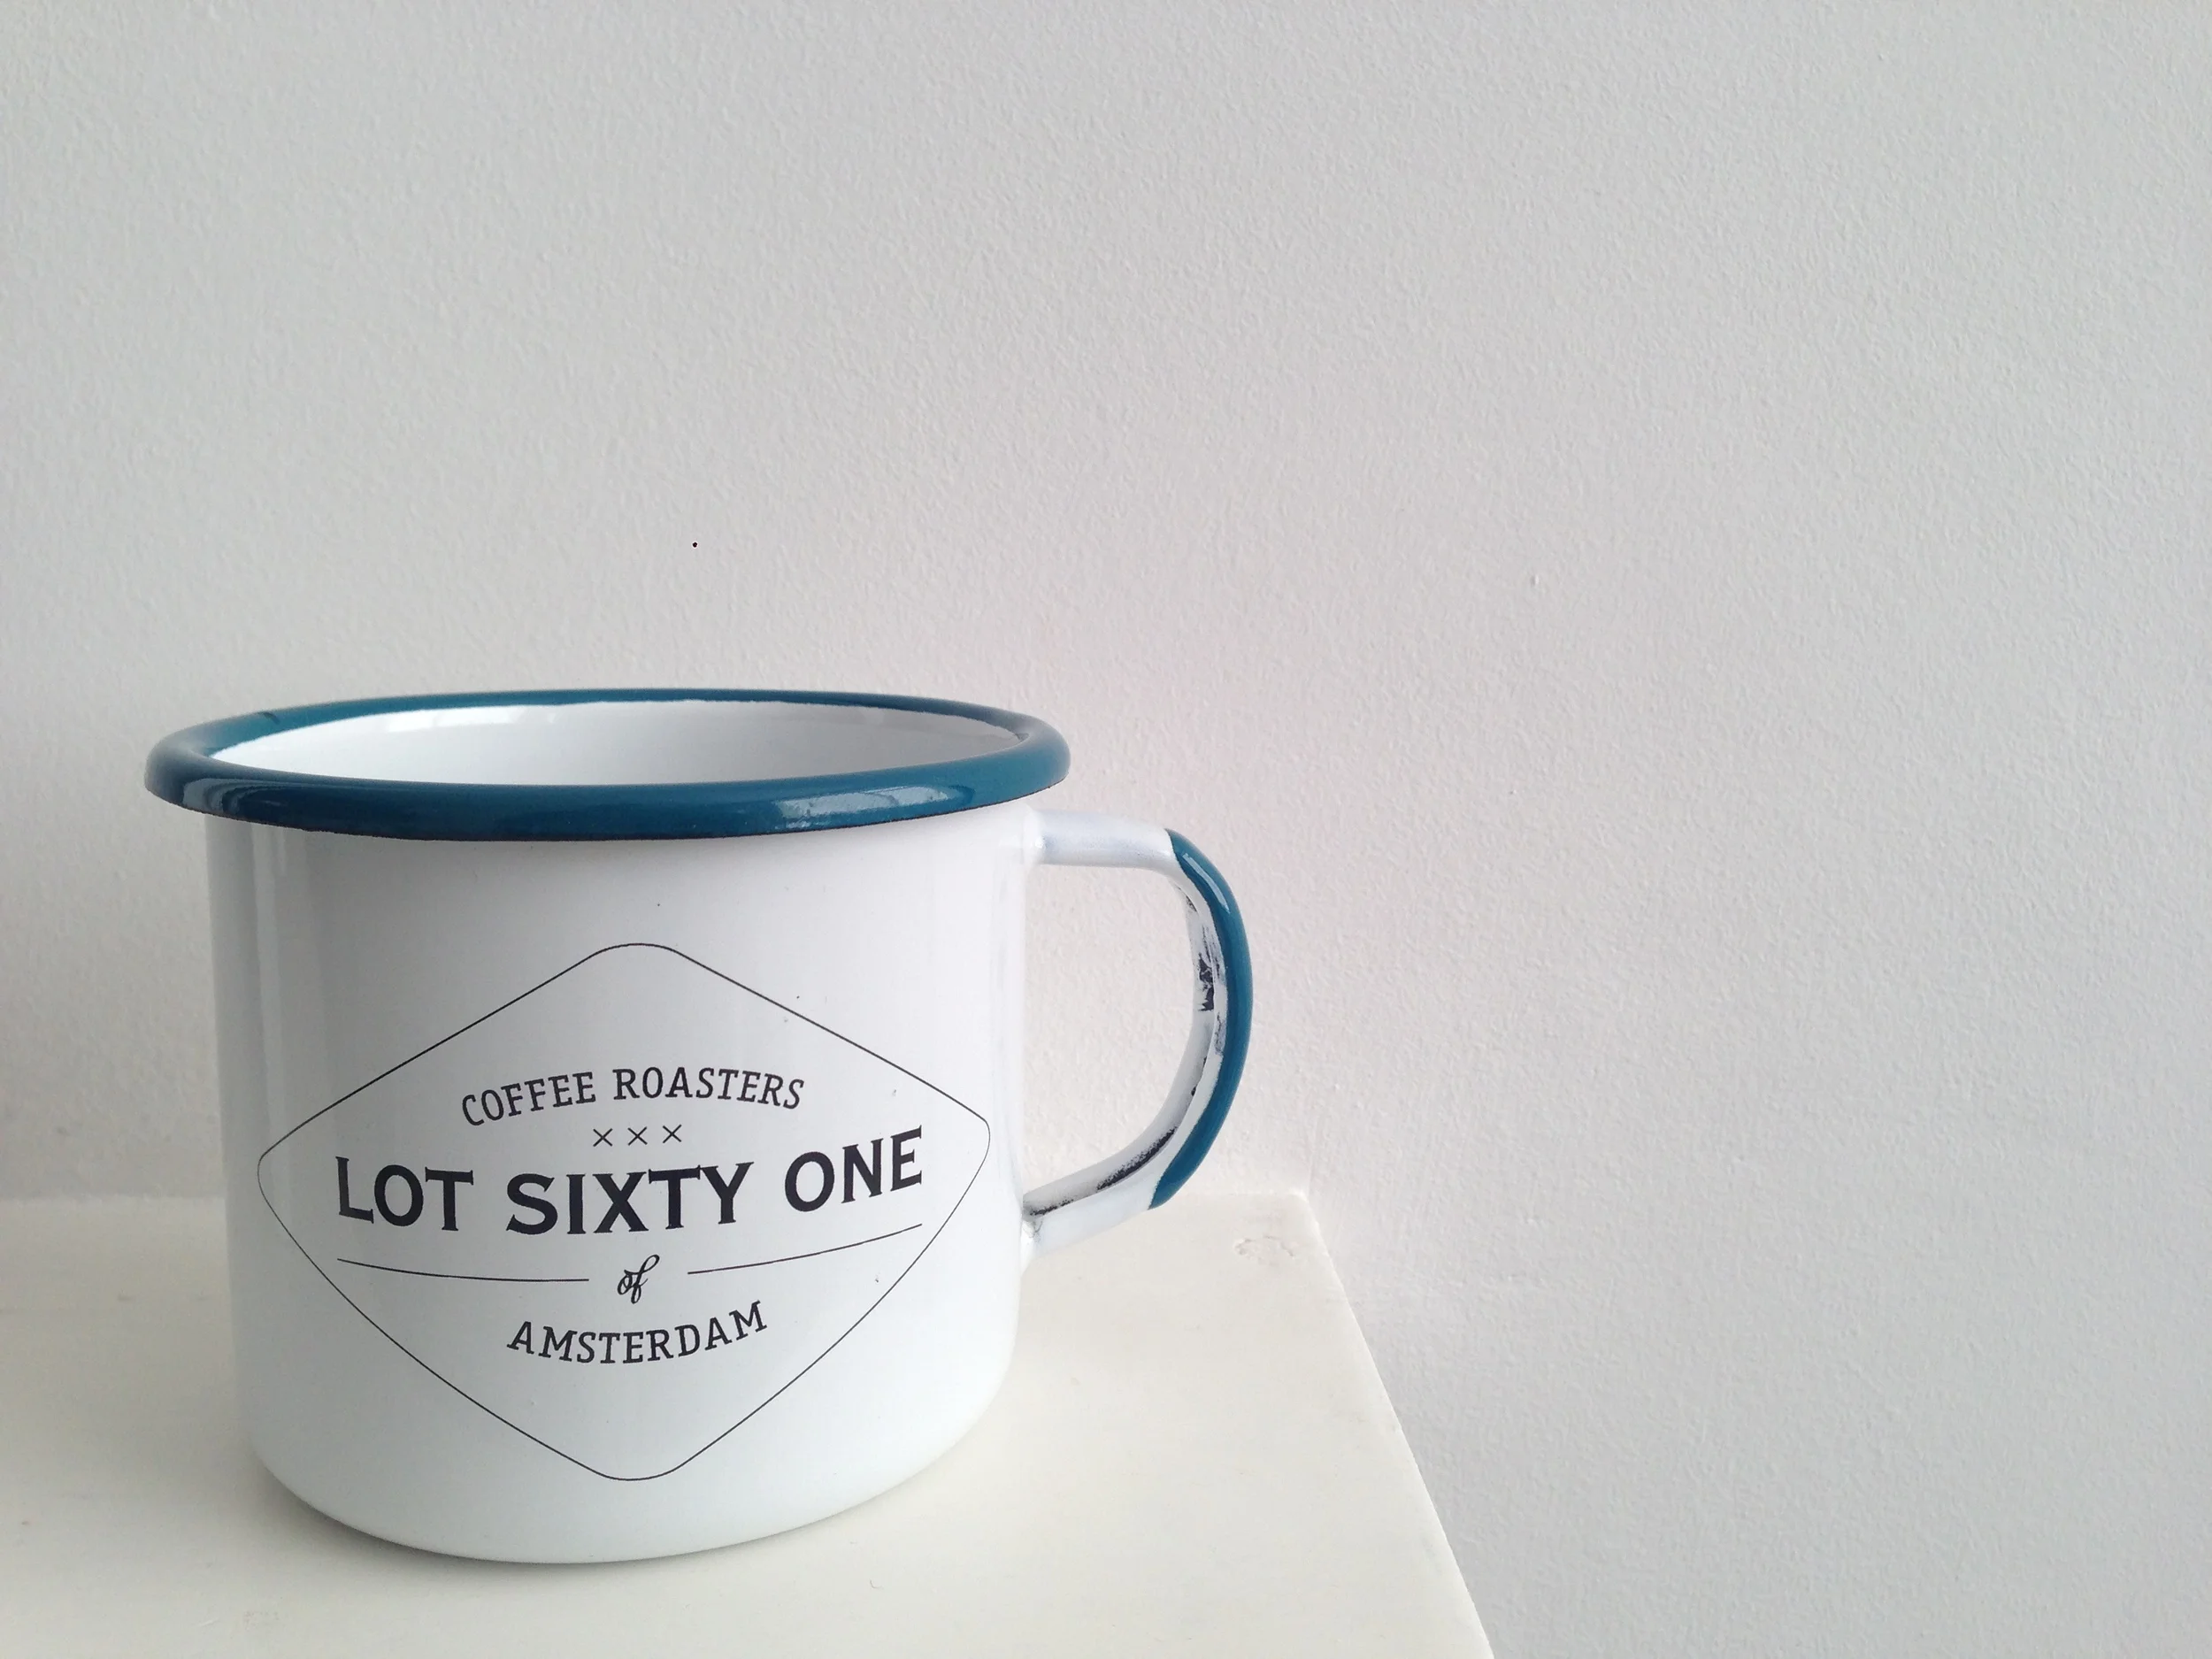 COFFEE ROASTERS
×××
LOT SIXTY ONE
of
AMSTERDAM